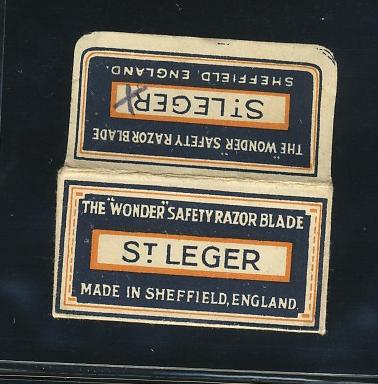 THE "WONDER" SAFETY RAZOR BLADE
ST LEGER
SHEFFIELD, ENGLAND.
THE "WONDER" SAFETY RAZOR BLADE
ST LEGER
MADE IN SHEFFIELD, ENGLAND.